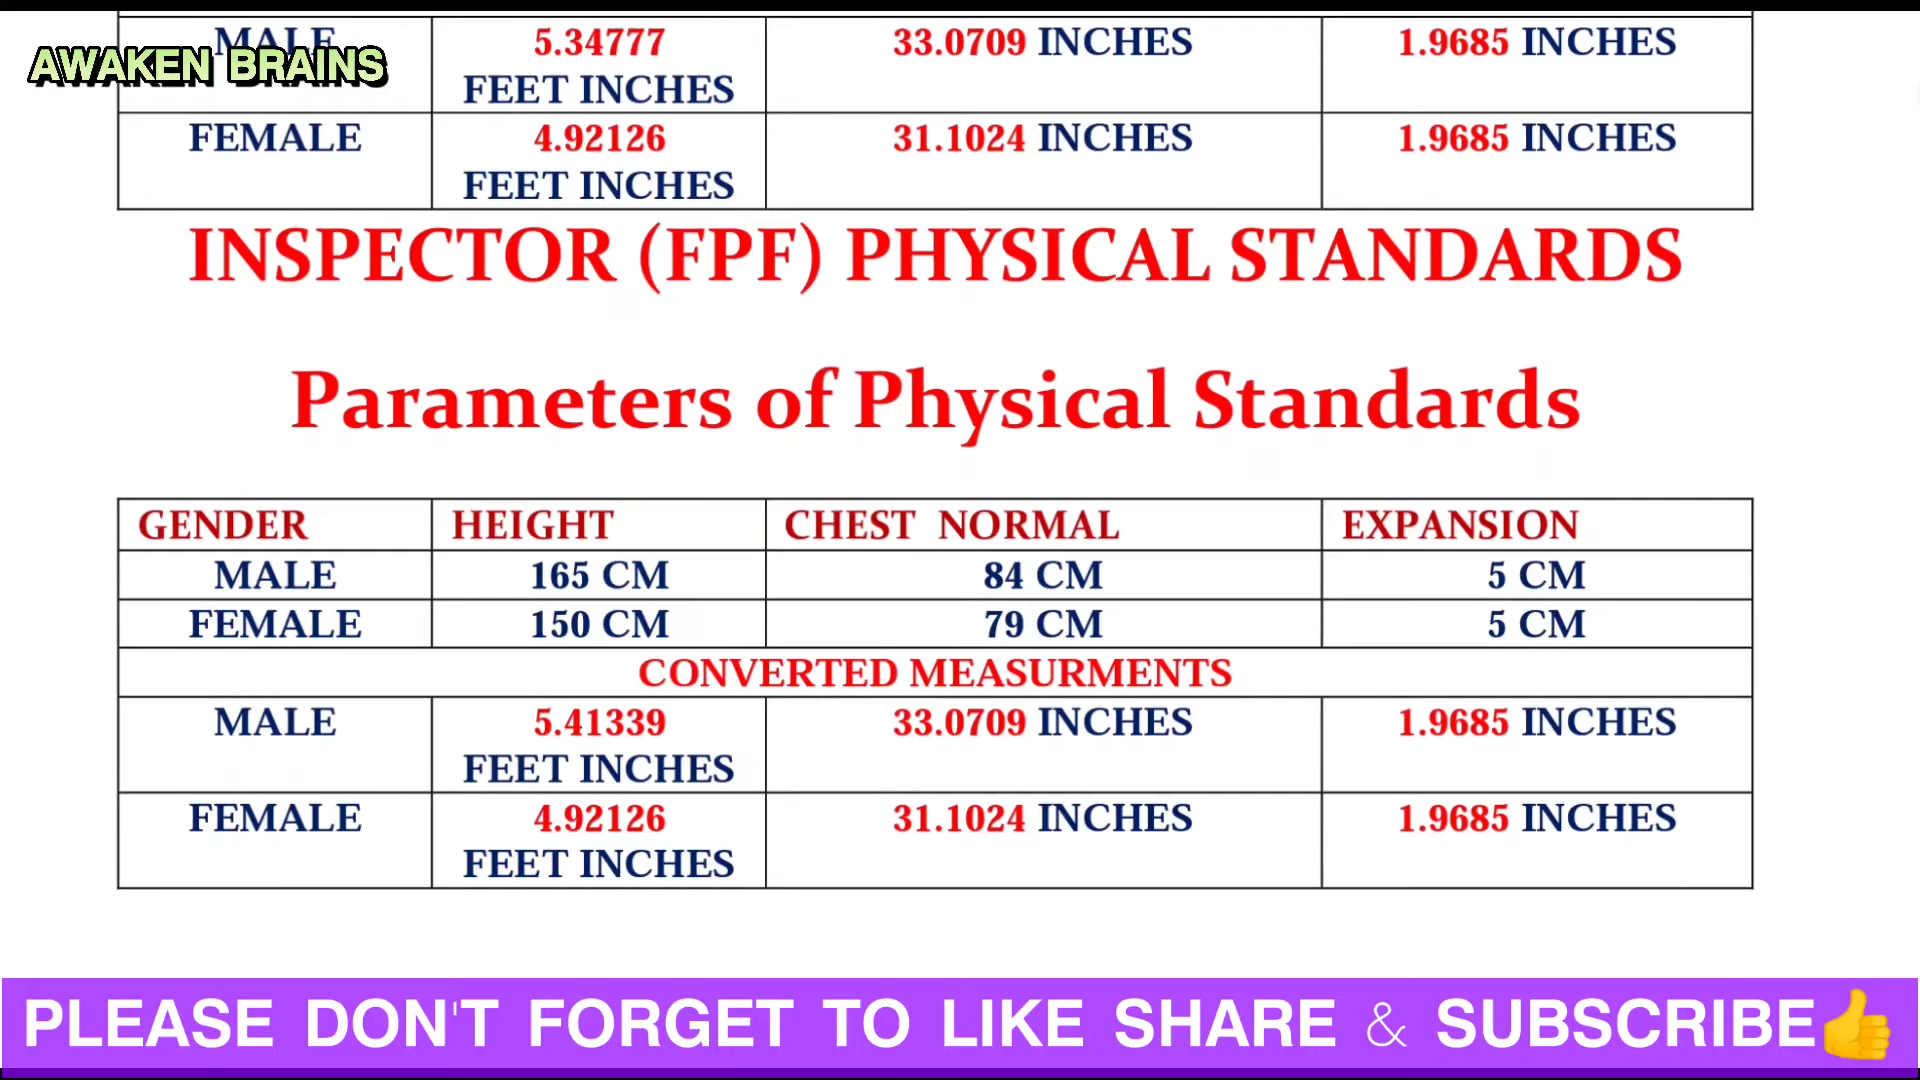 MALE 5.34777 33.0709 INCHES 1.9685 INCHES
AWAKEN BRAINS
FEET INCHES
FEMALE 4.92126 31.1024 INCHES 1.9685 INCHES
FEET INCHES
INSPECTOR (FPF) PHYSICAL STANDARDS
Parameters of Physical Standards
GENDER HEIGHT CHEST NORMAL EXPANSION
MALE 165 CM 84 CM 5 CM
FEMALE 150 CM 79 CM 5 CM
CONVERTED MEASURMENTS
MALE 5.41339 33.0709 INCHES 1.9685 INCHES
FEET INCHES
FEMALE 4.92126 31.1024 INCHES 1.9685 INCHES
FEET INCHES
PLEASE DON'T FORGET TO LIKE SHARE & SUBSCRIBE